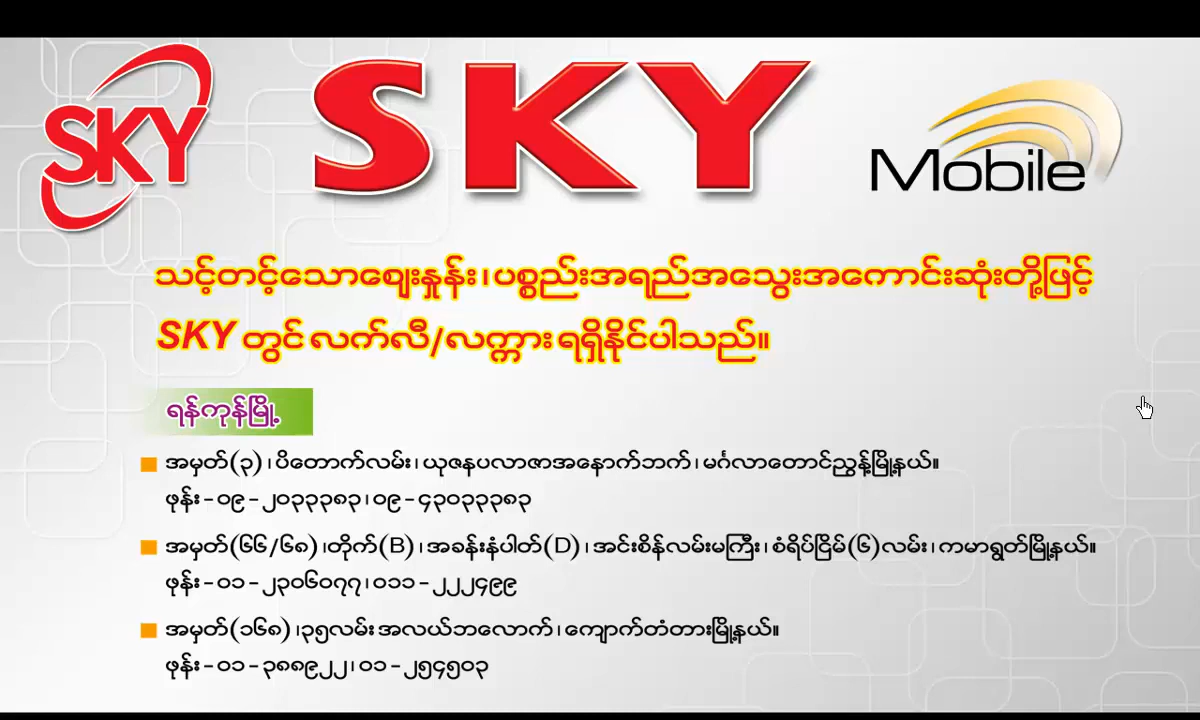 SKY
SKY
Mobile
သင့်တင့်သောစျေးနှုန်း ၊ ပစ္စည်းအရည်အသွေးအကောင်းဆုံးတို့ဖြင့်
SKY တွင် လက်လီ/လက္ကား ရရှိနိုင်ပါသည်။
ရန်ကုန်မြို့
အမှတ်(၃) ၊ ပိတောက်လမ်း ၊ ယုဇနပလာဇာအနောက်ဘက် ၊ မင်္ဂလာတောင်ညွန့်မြို့နယ်။
ဖုန်း - ၀၉ - ၂၀၃၃၃၈၃ ၊ ၀၉ - ၄၃၀၃၃၃၈၃
အမှတ်(၆၆/၆၈) ၊တိုက်(B) ၊ အခန်းနံပါတ်(D) ၊ အင်းစိန်လမ်းမကြီး ၊ စံရိပ်ငြိမ်(၆)လမ်း ၊ ကမာရွတ်မြို့နယ်။
ဖုန်း - ၀၁ - ၂၃၀၆၀၇၇ ၊ ၀၁၁ - ၂၂၂၄၉၉
အမှတ်(၁၆၈) ၊၃၅လမ်း အလယ်ဘလောက် ၊ ကျောက်တံတားမြို့နယ်။
ဖုန်း - ၀၁ - ၃၈၈၉၂၂ ၊ ၀၁ - ၂၅၄၅၀၃